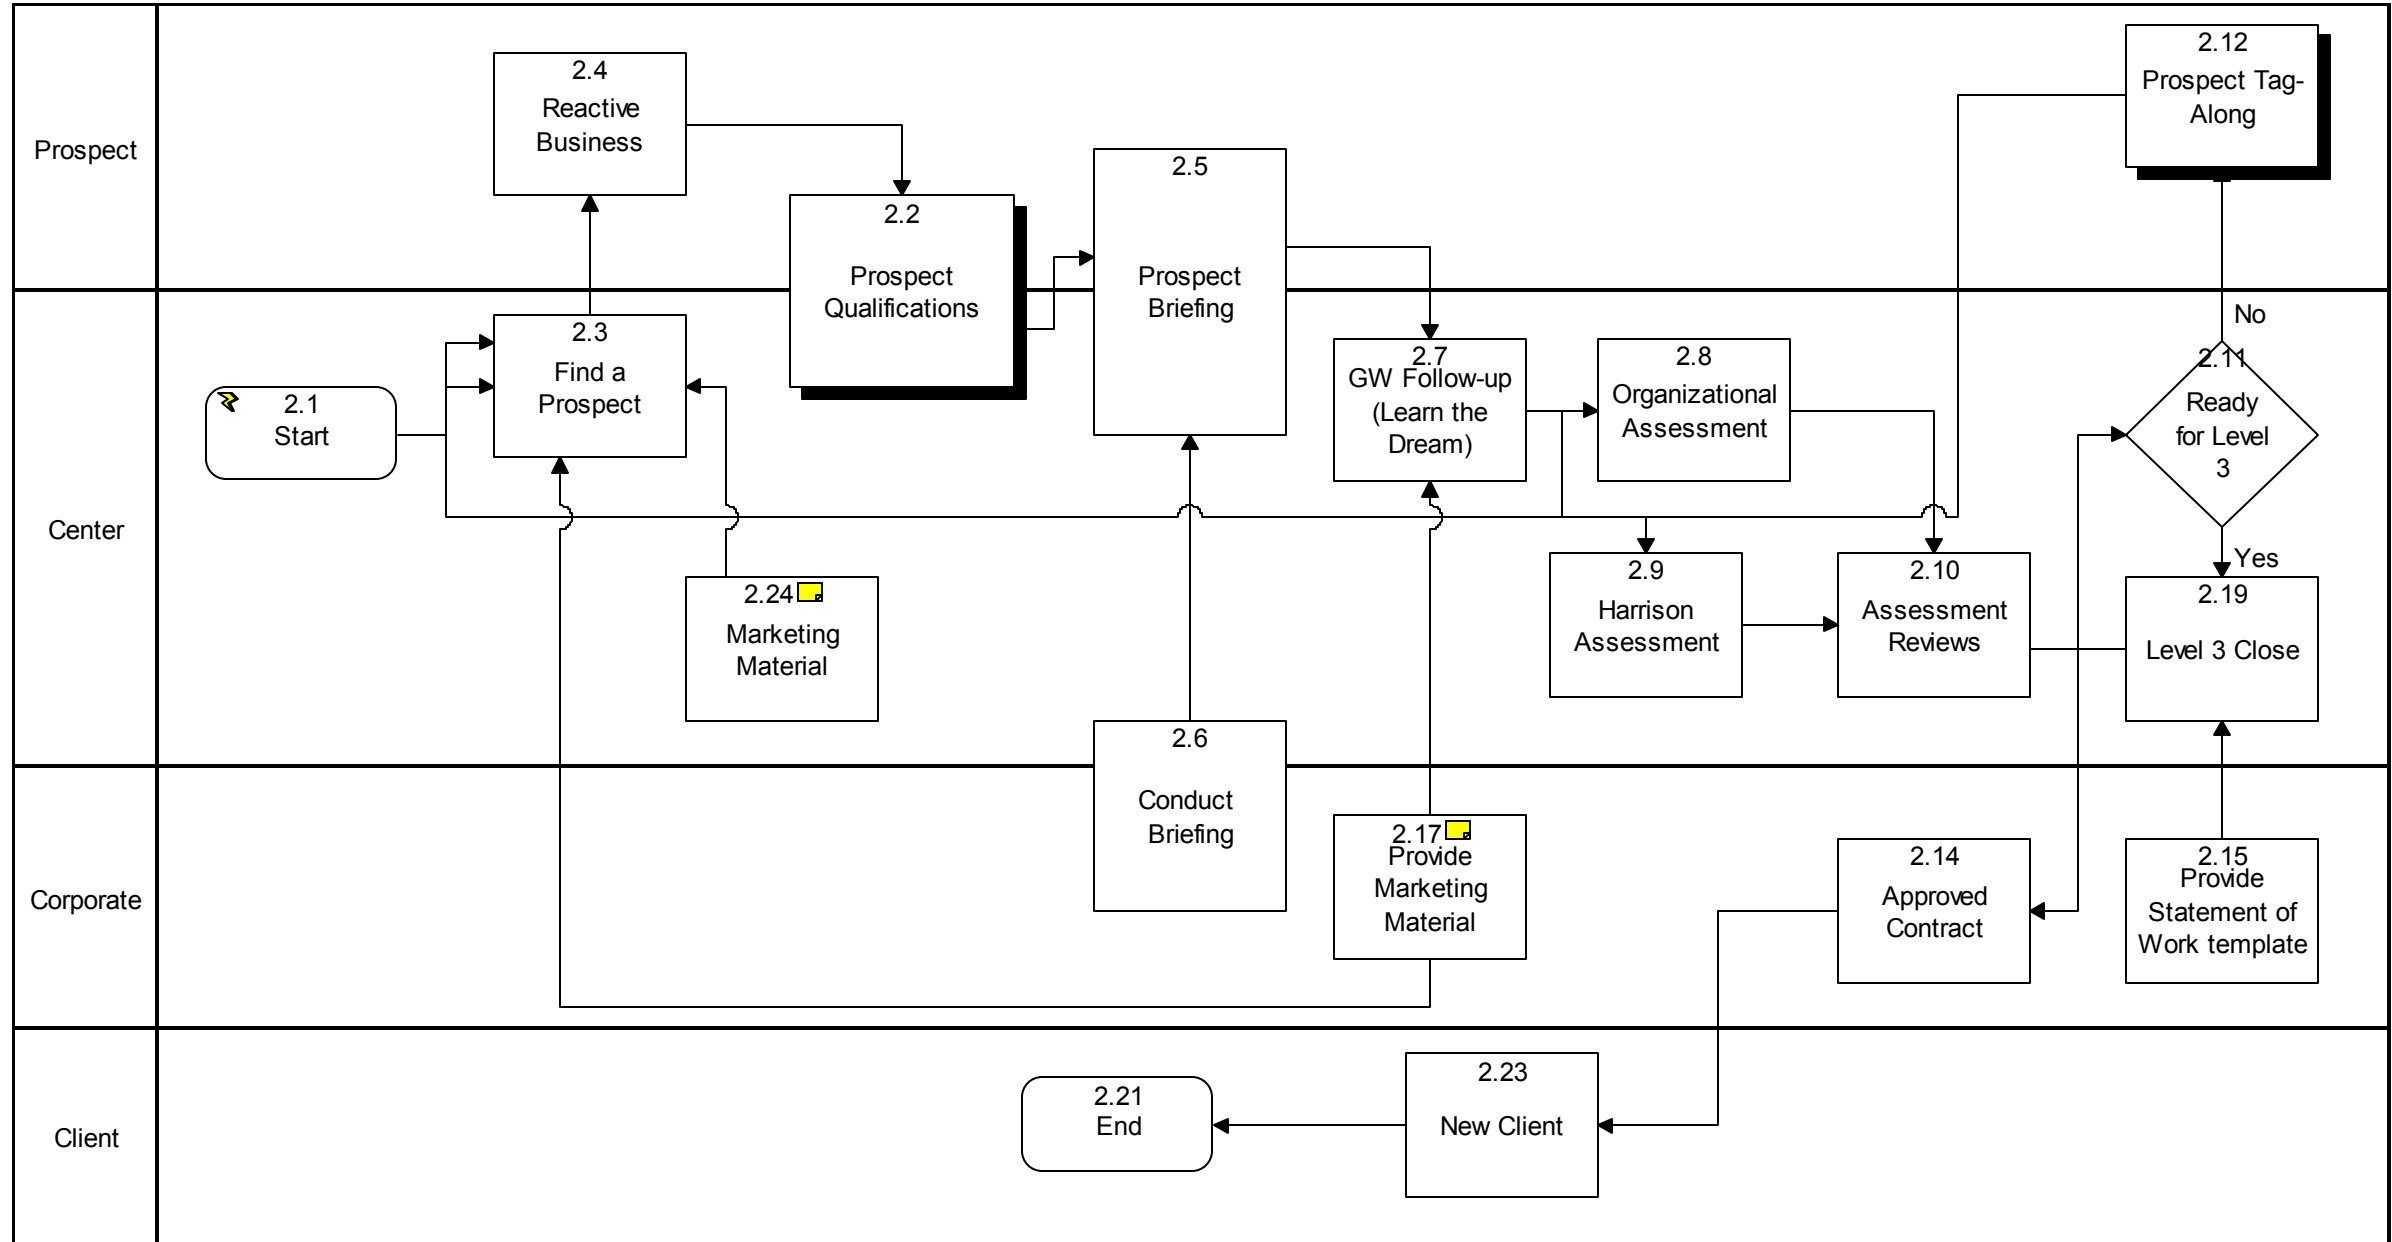 Prospect
2.4
Reactive
Business
2.2
Prospect
Qualifications
2.5
Prospect
Briefing
2.12
Prospect Tag-
Along
Center
2.1
Start
2.3
Find a
Prospect
2.24
Marketing
Material
2.7
GW Follow-up
(Learn the
Dream)
2.8
Organizational
Assessment
2.9
Harrison
Assessment
2.10
Assessment
Reviews
No
2.11
Ready
for Level
3
Yes
2.19
Level 3 Close
Corporate
2.6
Conduct
Briefing
2.17
Provide
Marketing
Material
2.14
Approved
Contract
2.15
Provide
Statement of
Work template
Client
2.21
End
2.23
New Client